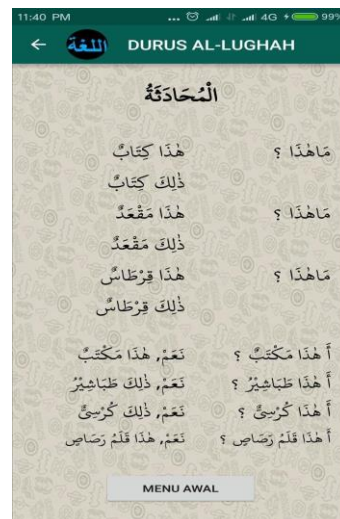 11:40 PM ... 4G 99%
← اللغة DURUS AL-LUGHAH
الْمُحَادَثَةُ
مَاهٰذَا ؟ هٰذَا كِتَابٌ
ذٰلِكَ كِتَابٌ
مَاهٰذَا ؟ هٰذَا مَقْعَدٌ
ذٰلِكَ مَقْعَدٌ
مَاهٰذَا ؟ هٰذَا قِرْطَاسٌ
ذٰلِكَ قِرْطَاسٌ
أَ هٰذَا مَكْتَبٌ ؟ نَعَمْ, هٰذَا مَكْتَبٌ
أَ هٰذَا طَبَاشِيْرُ ؟ نَعَمْ, ذٰلِكَ طَبَاشِيْرُ
أَ هٰذَا كُرْسِىٌّ ؟ نَعَمْ, ذٰلِكَ كُرْسِىٌّ
أَ هٰذَا قَلَمُ رَصَاصٍ ؟ نَعَمْ, هٰذَا قَلَمُ رَصَاصٍ
MENU AWAL